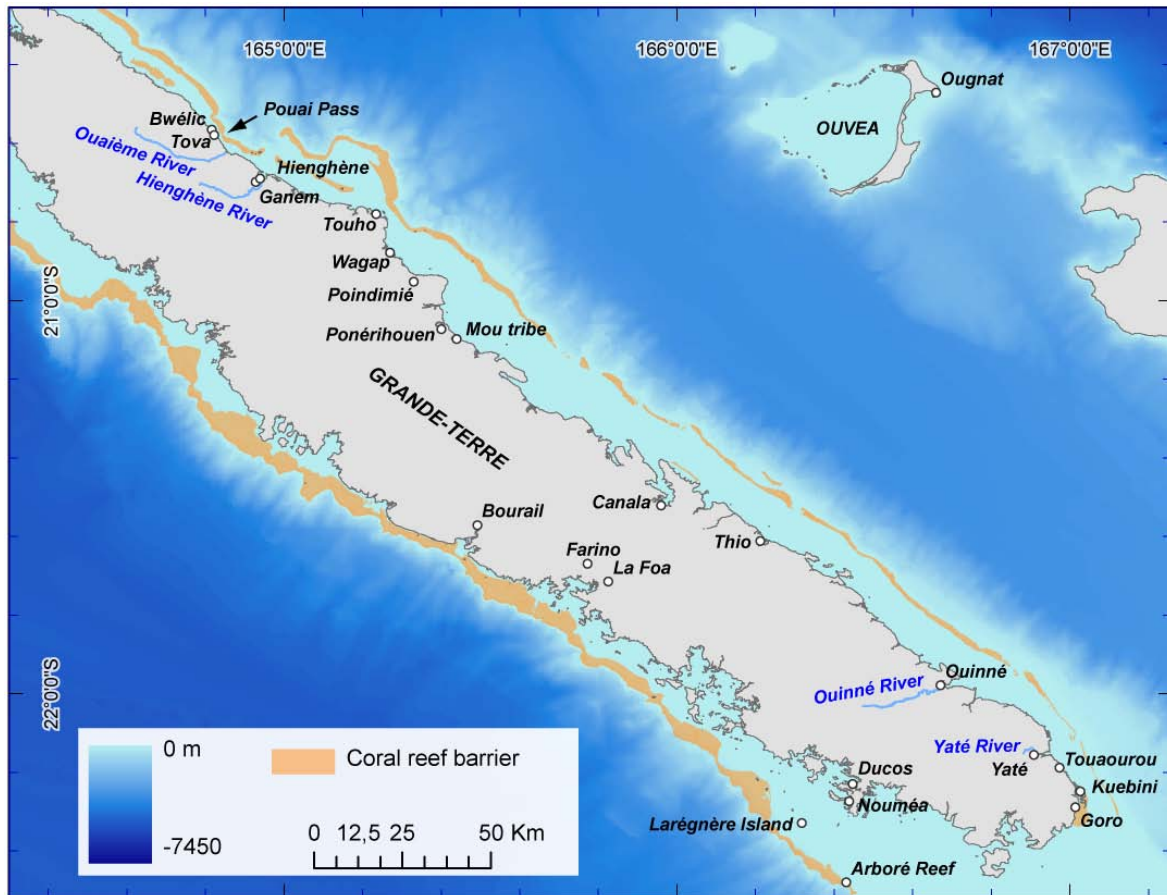 165°0'0"E
166°0'0"E
167°0'0"E
Ougnat
OUVEA
Pouai Pass
Bwélic
Tova
Ouaième River
Hienghène
Ganem
Hienghène River
Touho
Wagap
Poindimié
21°0'0"S
Ponérihouen
Mou tribe
GRANDE-TERRE
Canala
Bourail
Thio
Farino
La Foa
Ouinné
Ouinné River
22°0'0"S
Yaté River
Yaté
Touaourou
Kuebini
Goro
Ducos
Nouméa
Larégnère Island
Arboré Reef
0 m
-7450
Coral reef barrier
0 12,5 25 50 Km